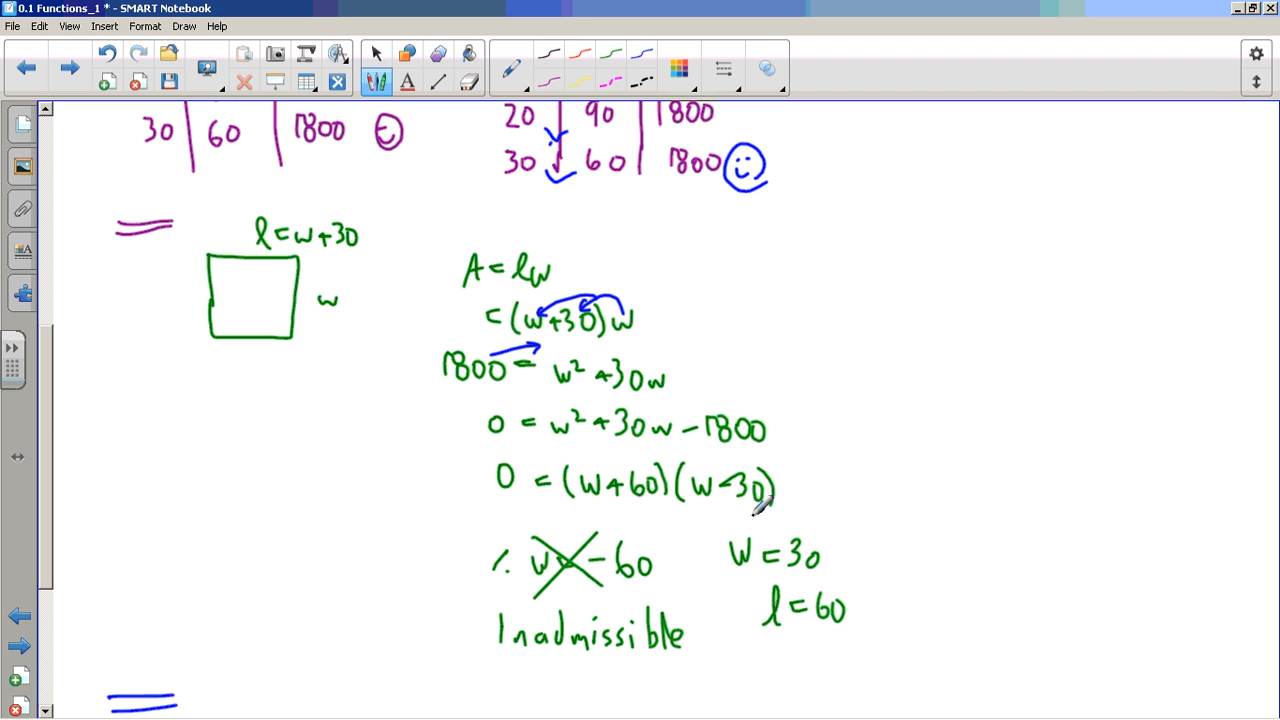 0.1 Functions_1 * - SMART Notebook
File Edit View Insert Format Draw Help
20 90 1800
30 60 1800
30 60 1800
l = w+30
w
A = lw
= (w+30)w
1800 = w² + 30w
0 = w² + 30w - 1800
0 = (w+60)(w-30)
∴ w = -60
w = 30
l = 60
Inadmissible